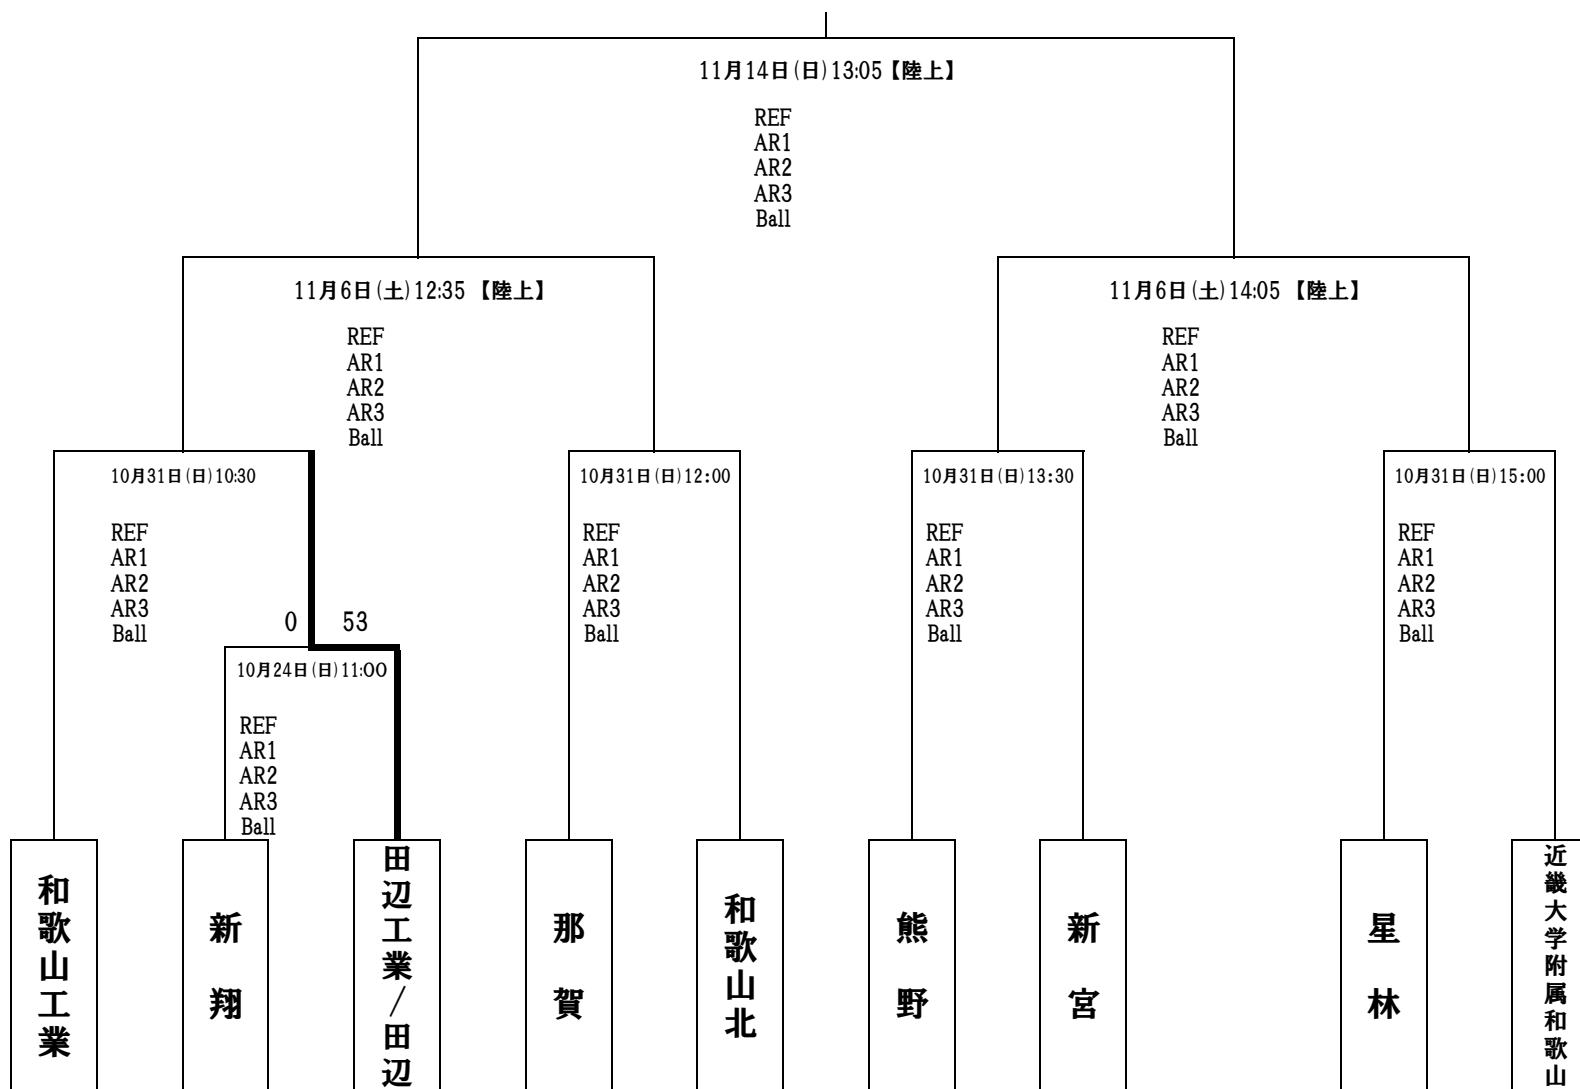 11月14日(日)13:05【陸上】
REF
AR1
AR2
AR3
Ball
11月6日(土)12:35 【陸上】
REF
AR1
AR2
AR3
Ball
11月6日(土)14:05 【陸上】
REF
AR1
AR2
AR3
Ball
10月31日(日)10:30
REF
AR1
AR2
AR3
Ball
10月31日(日)12:00
REF
AR1
AR2
AR3
Ball
10月31日(日)13:30
REF
AR1
AR2
AR3
Ball
10月31日(日)15:00
REF
AR1
AR2
AR3
Ball
0 53
10月24日(日)11:00
REF
AR1
AR2
AR3
Ball
和歌山工業
新翔
田辺工業/田辺
那賀
和歌山北
熊野
新宮
星林
近畿大学附属和歌山